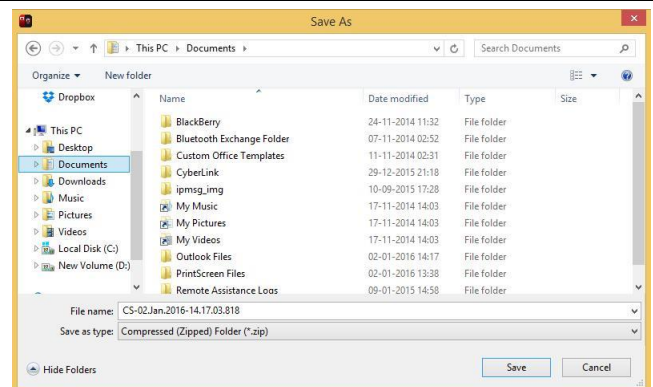 Save As
This PC Documents
Search Documents
Organize New folder
Name Date modified Type Size
Dropbox
This PC
Desktop
Documents
Downloads
Music
Pictures
Videos
Local Disk (C:)
New Volume (D:)
BlackBerry 24-11-2014 11:32 File folder
Bluetooth Exchange Folder 07-11-2014 02:52 File folder
Custom Office Templates 11-11-2014 02:31 File folder
CyberLink 29-12-2015 21:18 File folder
ipmsg_img 10-09-2015 17:28 File folder
My Music 17-11-2014 14:03 File folder
My Pictures 17-11-2014 14:03 File folder
My Videos 17-11-2014 14:03 File folder
Outlook Files 02-01-2016 14:17 File folder
PrintScreen Files 02-01-2016 13:38 File folder
Remote Assistance Logs 09-01-2015 14:58 File folder
File name: CS-02.Jan.2016-14.17.03.818
Save as type: Compressed (Zipped) Folder (*.zip)
Hide Folders
Save Cancel